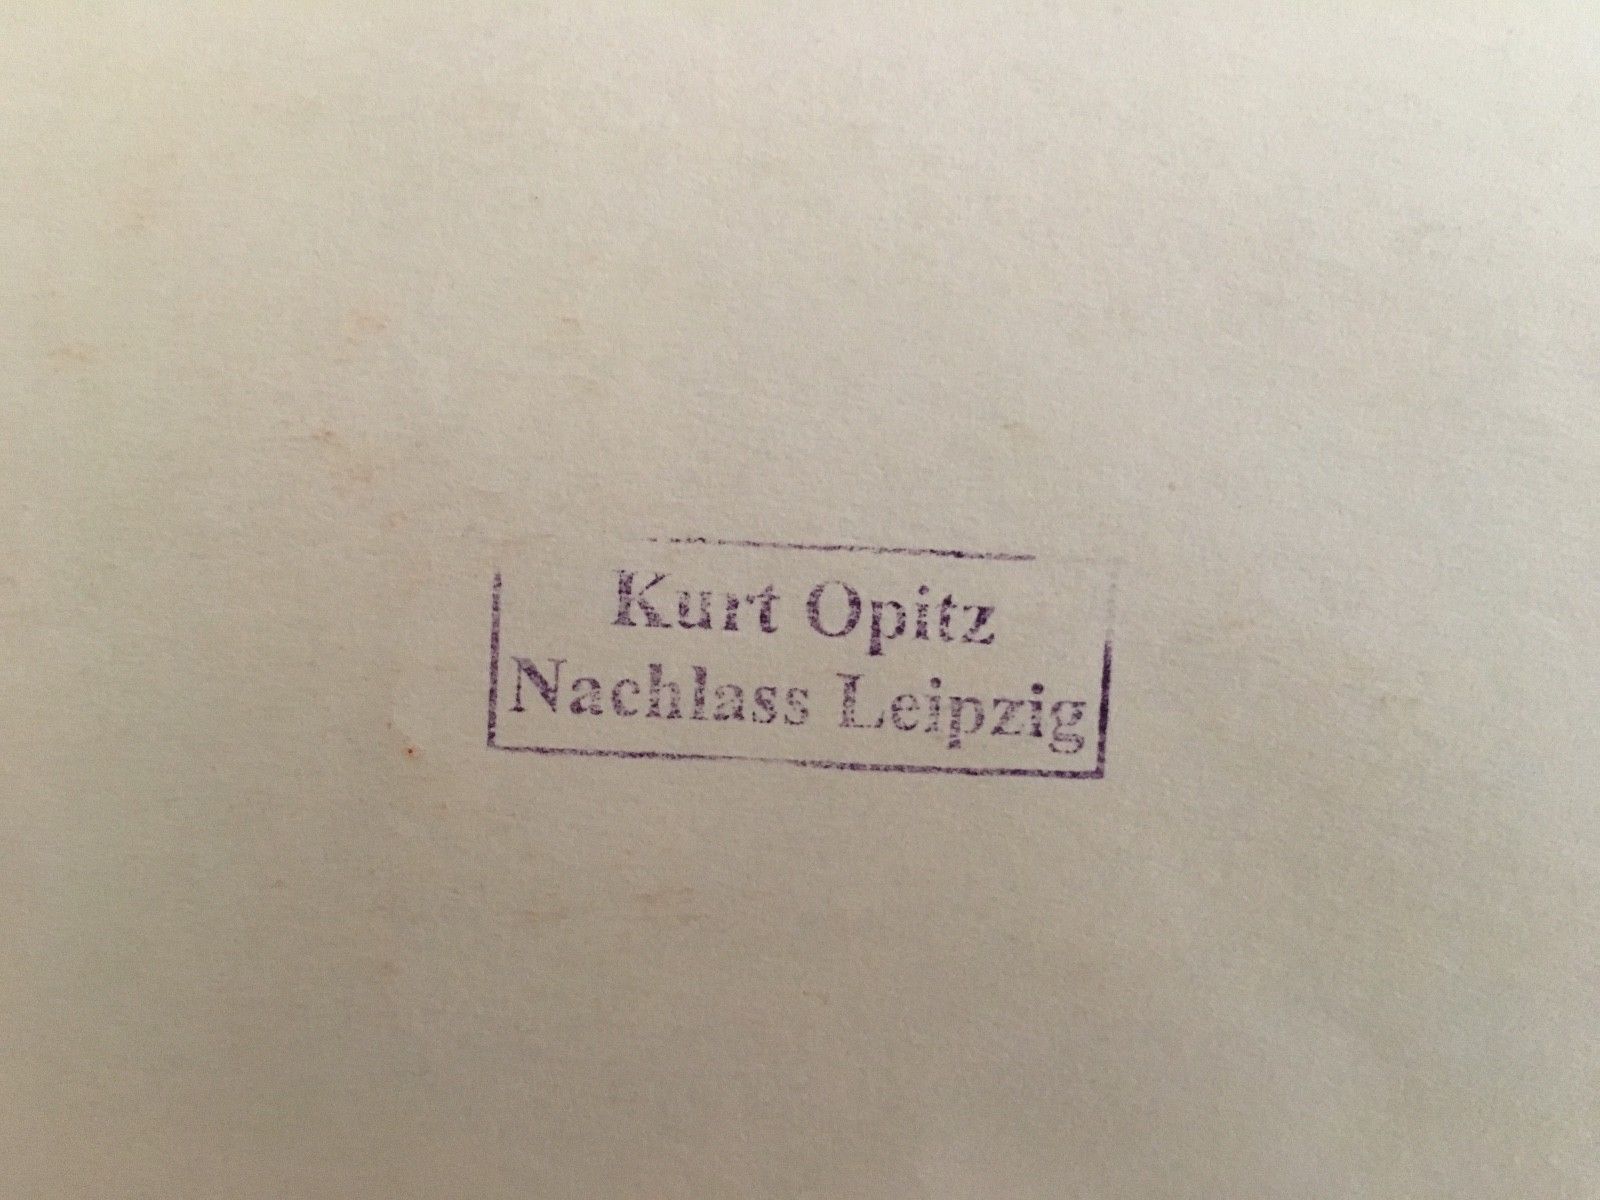 Kurt Opitz
Nachlass Leipzig